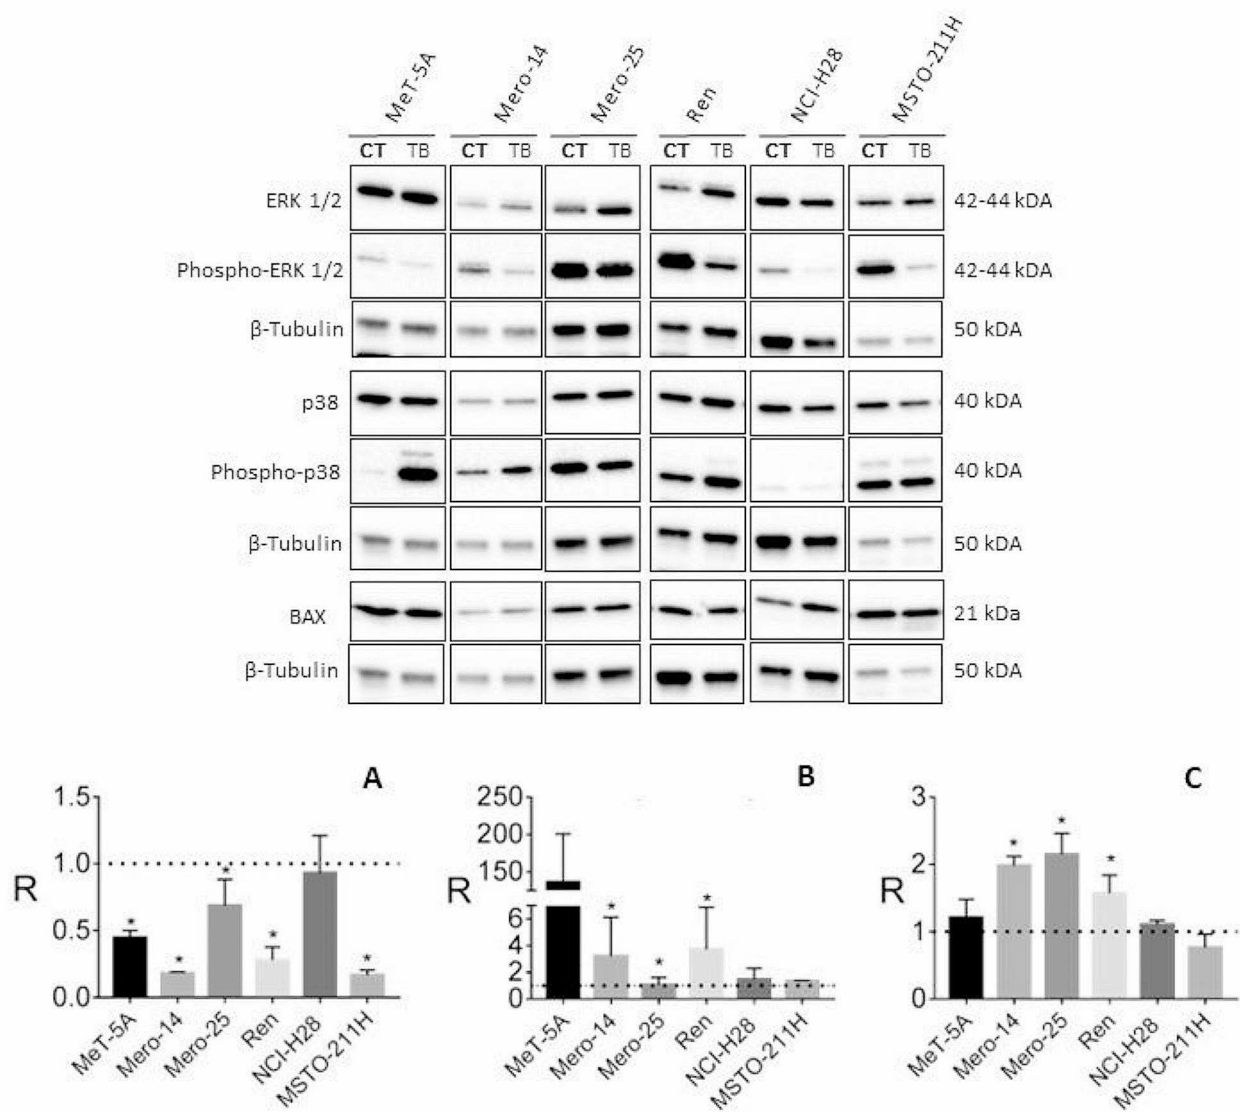 MeT-5A Mero-14 Mero-25 Ren NCI-H28 MSTO-211H
CT TB CT TB CT TB CT TB CT TB CT TB
ERK 1/2 42-44 kDA
Phospho-ERK 1/2 42-44 kDA
β-Tubulin 50 kDA
p38 40 kDA
Phospho-p38 40 kDA
β-Tubulin 50 kDA
BAX 21 kDa
β-Tubulin 50 kDA
A
1.5
1.0
0.5
0.0
R
* * * * *
MeT-5A Mero-14 Mero-25 Ren NCI-H28 MSTO-211H
B
250
200
150
6
4
2
0
R
* * *
MeT-5A Mero-14 Mero-25 Ren NCI-H28 MSTO-211H
C
3
2
1
0
R
* * *
MeT-5A Mero-14 Mero-25 Ren NCI-H28 MSTO-211H